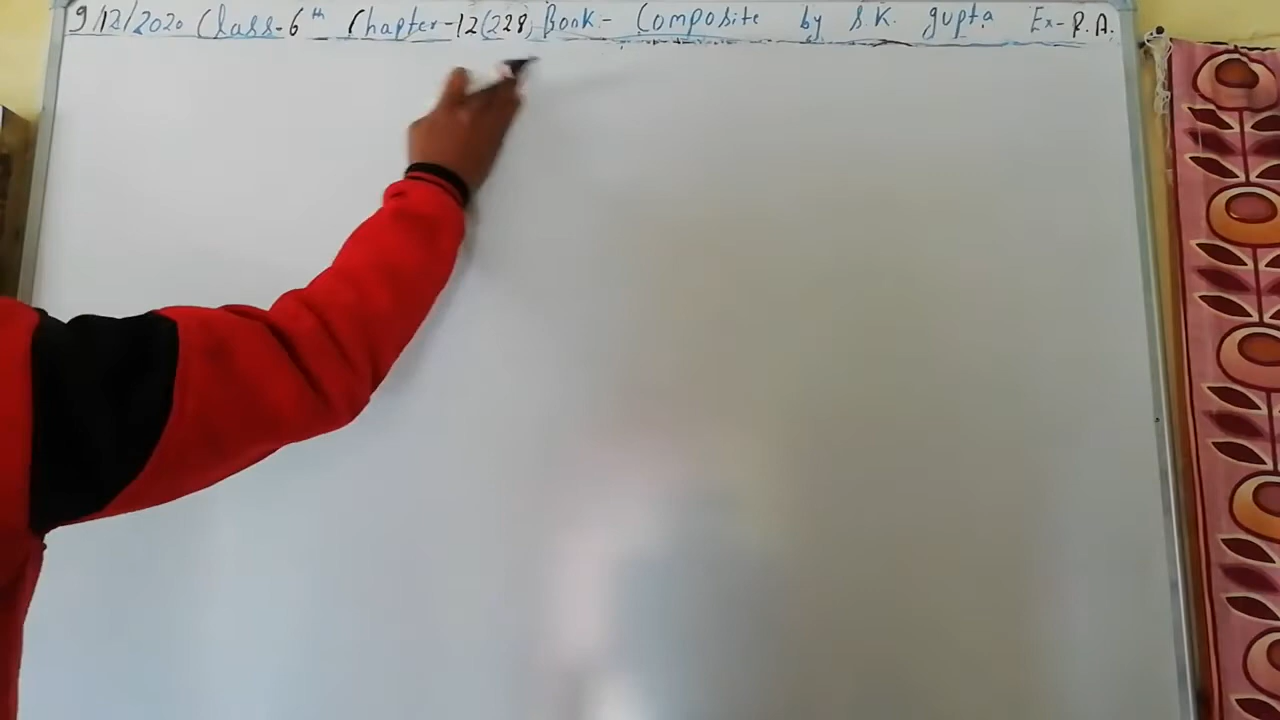 9/12/2020 Class-6th Chapter-12(228) Book- Composite by S.K. gupta Ex-R.A.